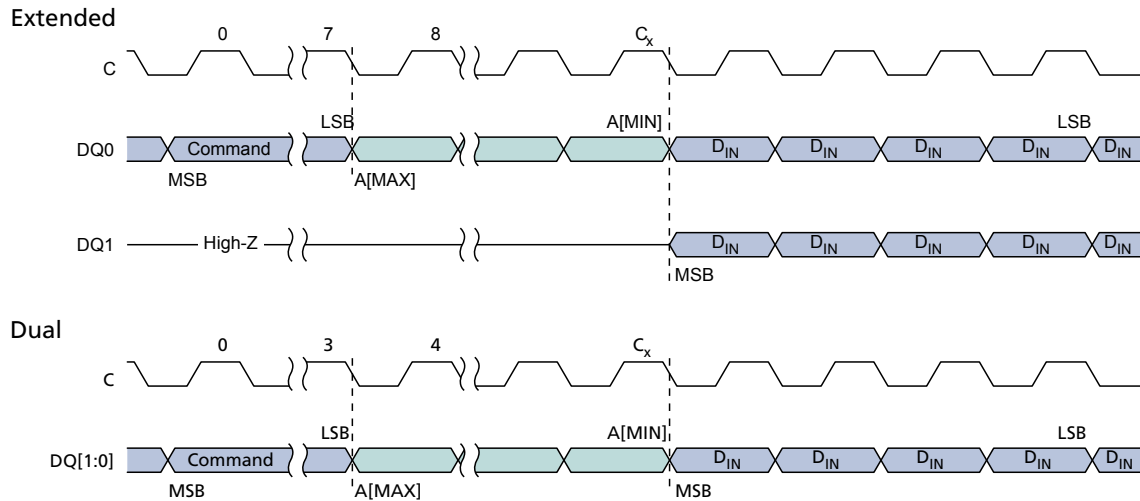 Extended
0 7 8 Cx
C
LSB A[MIN] LSB
DQ0 Command DIN DIN DIN DIN DIN
MSB A[MAX]
DQ1 High-Z DIN DIN DIN DIN DIN
MSB
Dual
0 3 4 Cx
C
LSB A[MIN] LSB
DQ[1:0] Command DIN DIN DIN DIN DIN
MSB A[MAX] MSB